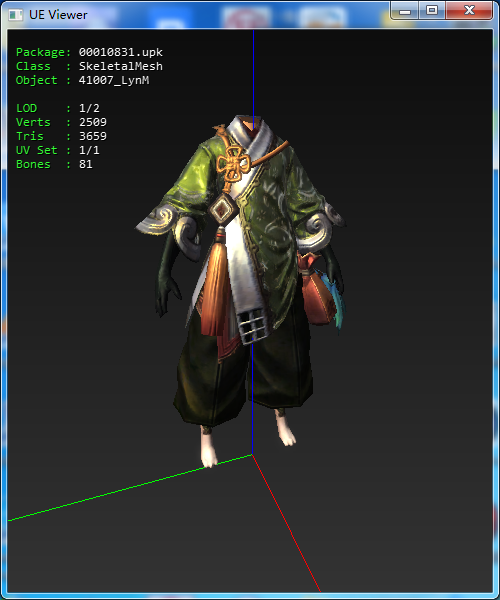 UE Viewer
Package: 00010831.upk
Class : SkeletalMesh
Object : 41007_LynM
LOD : 1/2
Verts : 2509
Tris : 3659
UV Set : 1/1
Bones : 81